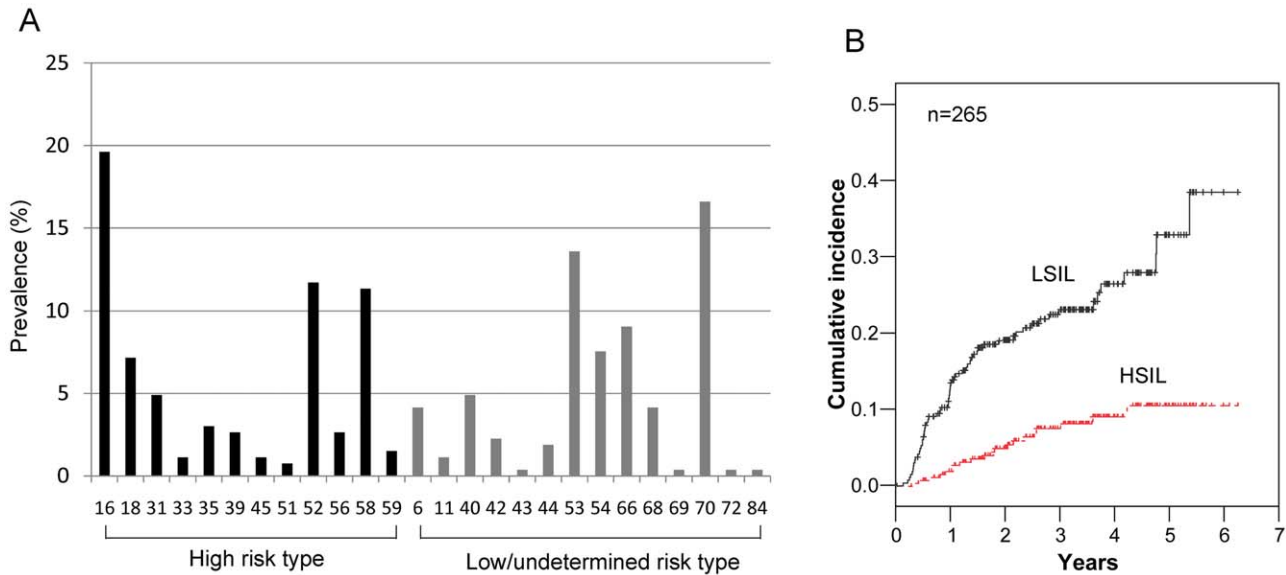 A
25
20
15
10
5
0
Prevalence (%)
16 18 31 33 35 39 45 51 52 56 58 59 6 11 40 42 43 44 53 54 66 68 69 70 72 84
High risk type Low/undetermined risk type
B
n=265
0.5
0.4
0.3
0.2
0.1
0.0
Cumulative incidence
LSIL
HSIL
0 1 2 3 4 5 6 7
Years